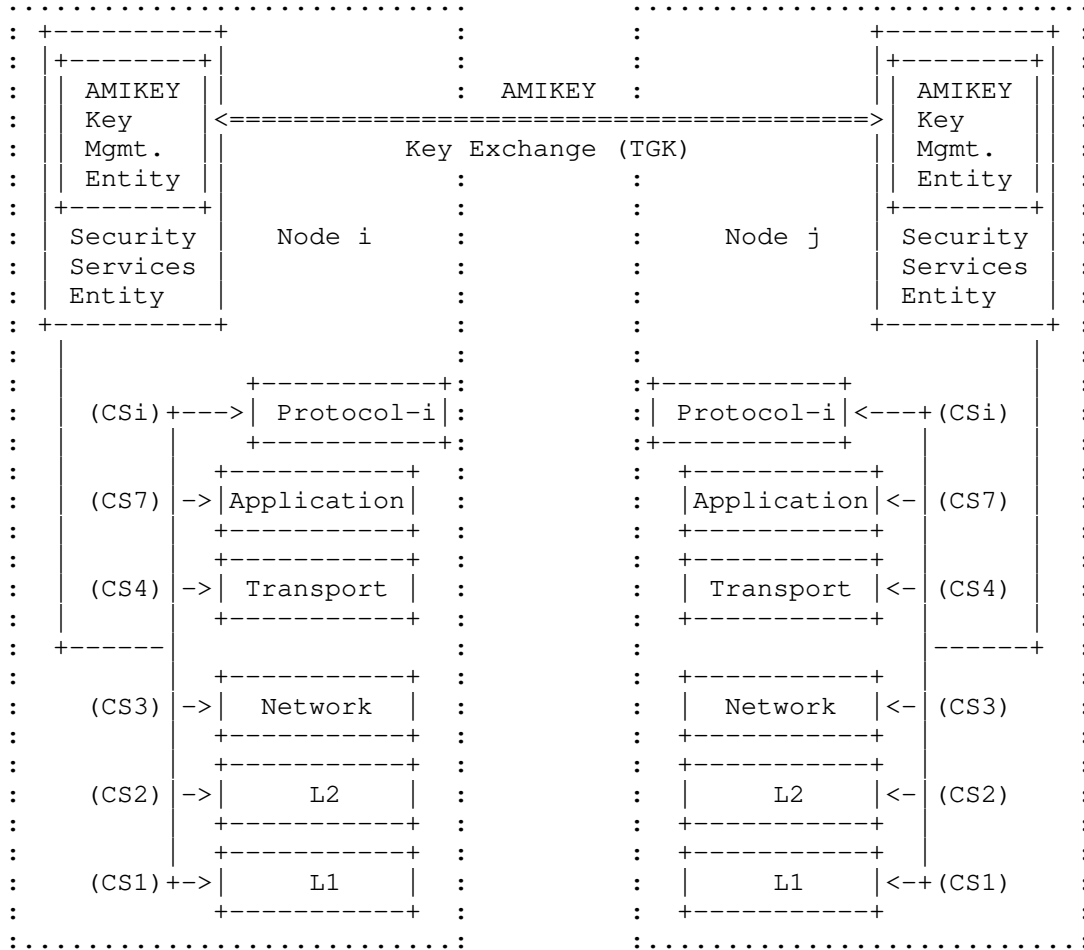 AMIKEY AMIKEY AMIKEY
Key Key
Mgmt. Key Exchange (TGK) Mgmt.
Entity Entity
Security Node i Node j Security
Services Services
Entity Entity
(CSi) Protocol-i Protocol-i (CSi)
(CS7) Application Application (CS7)
(CS4) Transport Transport (CS4)
(CS3) Network Network (CS3)
(CS2) L2 L2 (CS2)
(CS1) L1 L1 (CS1)